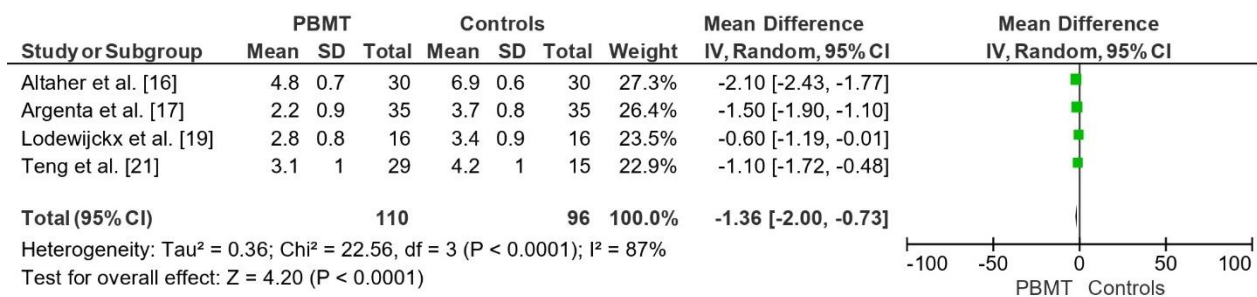 PBMT Controls Mean Difference Mean Difference
Study or Subgroup Mean SD Total Mean SD Total Weight IV, Random, 95% CI IV, Random, 95% CI
Altaher et al. [16] 4.8 0.7 30 6.9 0.6 30 27.3% -2.10 [-2.43, -1.77]
Argenta et al. [17] 2.2 0.9 35 3.7 0.8 35 26.4% -1.50 [-1.90, -1.10]
Lodewijckx et al. [19] 2.8 0.8 16 3.4 0.9 16 23.5% -0.60 [-1.19, -0.01]
Teng et al. [21] 3.1 1 29 4.2 1 15 22.9% -1.10 [-1.72, -0.48]
Total (95% CI) 110 96 100.0% -1.36 [-2.00, -0.73]
Heterogeneity: Tau² = 0.36; Chi² = 22.56, df = 3 (P < 0.0001); I² = 87%
Test for overall effect: Z = 4.20 (P < 0.0001)
-100 -50 0 50 100
PBMT Controls